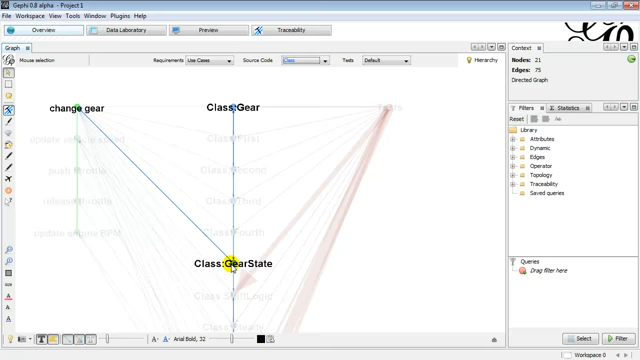 Gephi 0.8 alpha - Project 1
File Workspace View Tools Window Plugins Help
Overview Data Laboratory Preview Traceability
Graph
Mouse selection Requirements Use Cases Source Code Class Tests Default Hierarchy
change gear Class:Gear Tests
update vehicle speed Class:First
push throttle Class:Second
release throttle Class:Third
update engine RPM Class:Fourth
Class:GearState
Class:ShiftLogic
Class:Steady
Arial Bold, 32
Context
Nodes: 21
Edges: 75
Directed Graph
Filters Statistics
Reset
Library
Attributes
Dynamic
Edges
Operator
Topology
Traceability
Saved queries
Queries
Drag filter here
Select Filter
Workspace 0